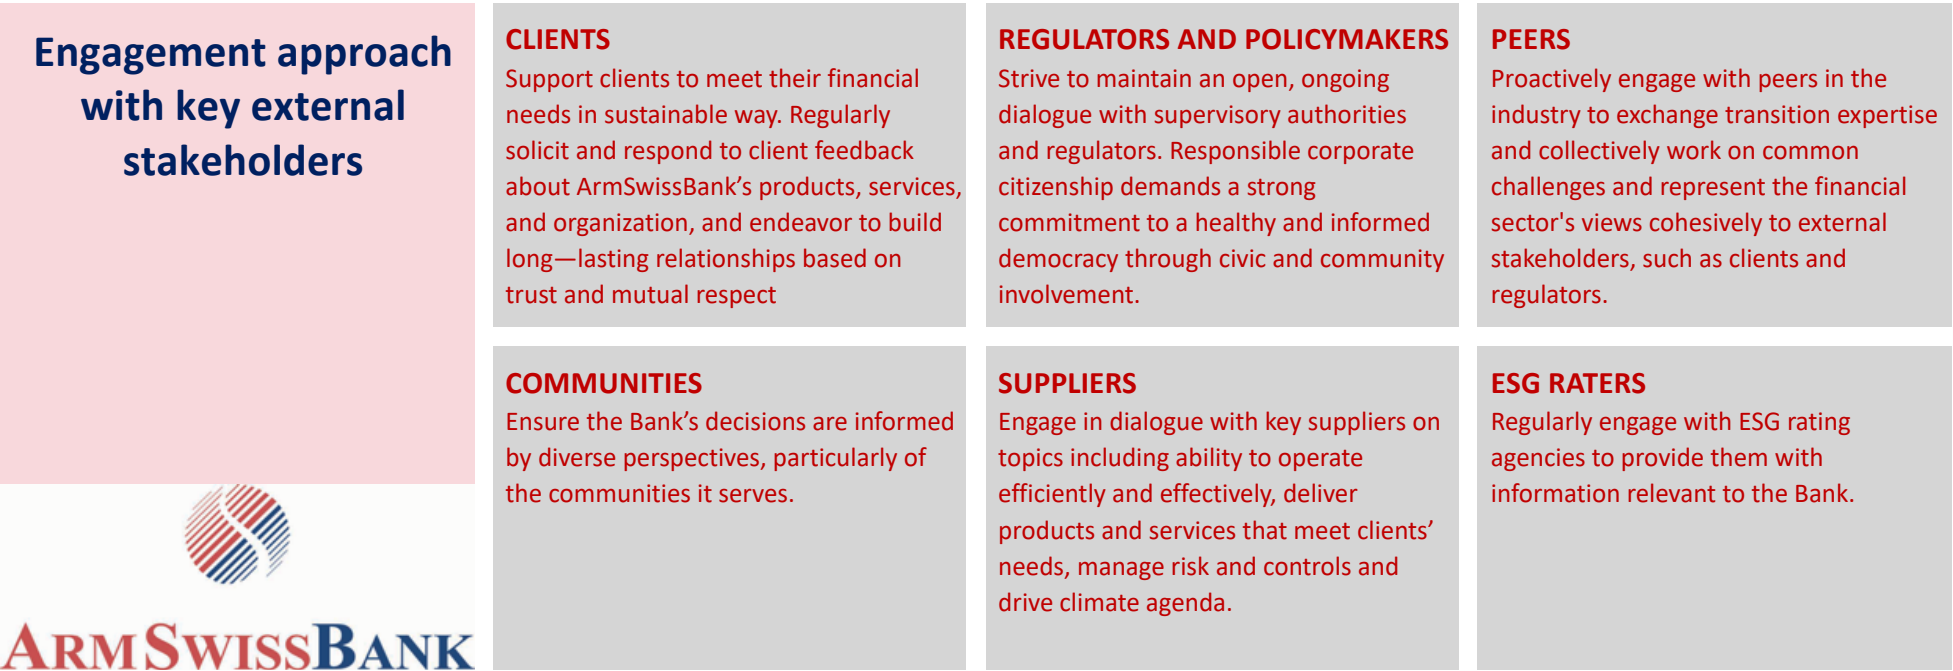 Engagement approach
with key external
stakeholders
CLIENTS
Support clients to meet their financial
needs in sustainable way. Regularly
solicit and respond to client feedback
about ArmSwissBank’s products, services,
and organization, and endeavor to build
long—lasting relationships based on
trust and mutual respect
REGULATORS AND POLICYMAKERS
Strive to maintain an open, ongoing
dialogue with supervisory authorities
and regulators. Responsible corporate
citizenship demands a strong
commitment to a healthy and informed
democracy through civic and community
involvement.
PEERS
Proactively engage with peers in the
industry to exchange transition expertise
and collectively work on common
challenges and represent the financial
sector's views cohesively to external
stakeholders, such as clients and
regulators.
COMMUNITIES
Ensure the Bank’s decisions are informed
by diverse perspectives, particularly of
the communities it serves.
SUPPLIERS
Engage in dialogue with key suppliers on
topics including ability to operate
efficiently and effectively, deliver
products and services that meet clients’
needs, manage risk and controls and
drive climate agenda.
ESG RATERS
Regularly engage with ESG rating
agencies to provide them with
information relevant to the Bank.
ARMSWISSBANK